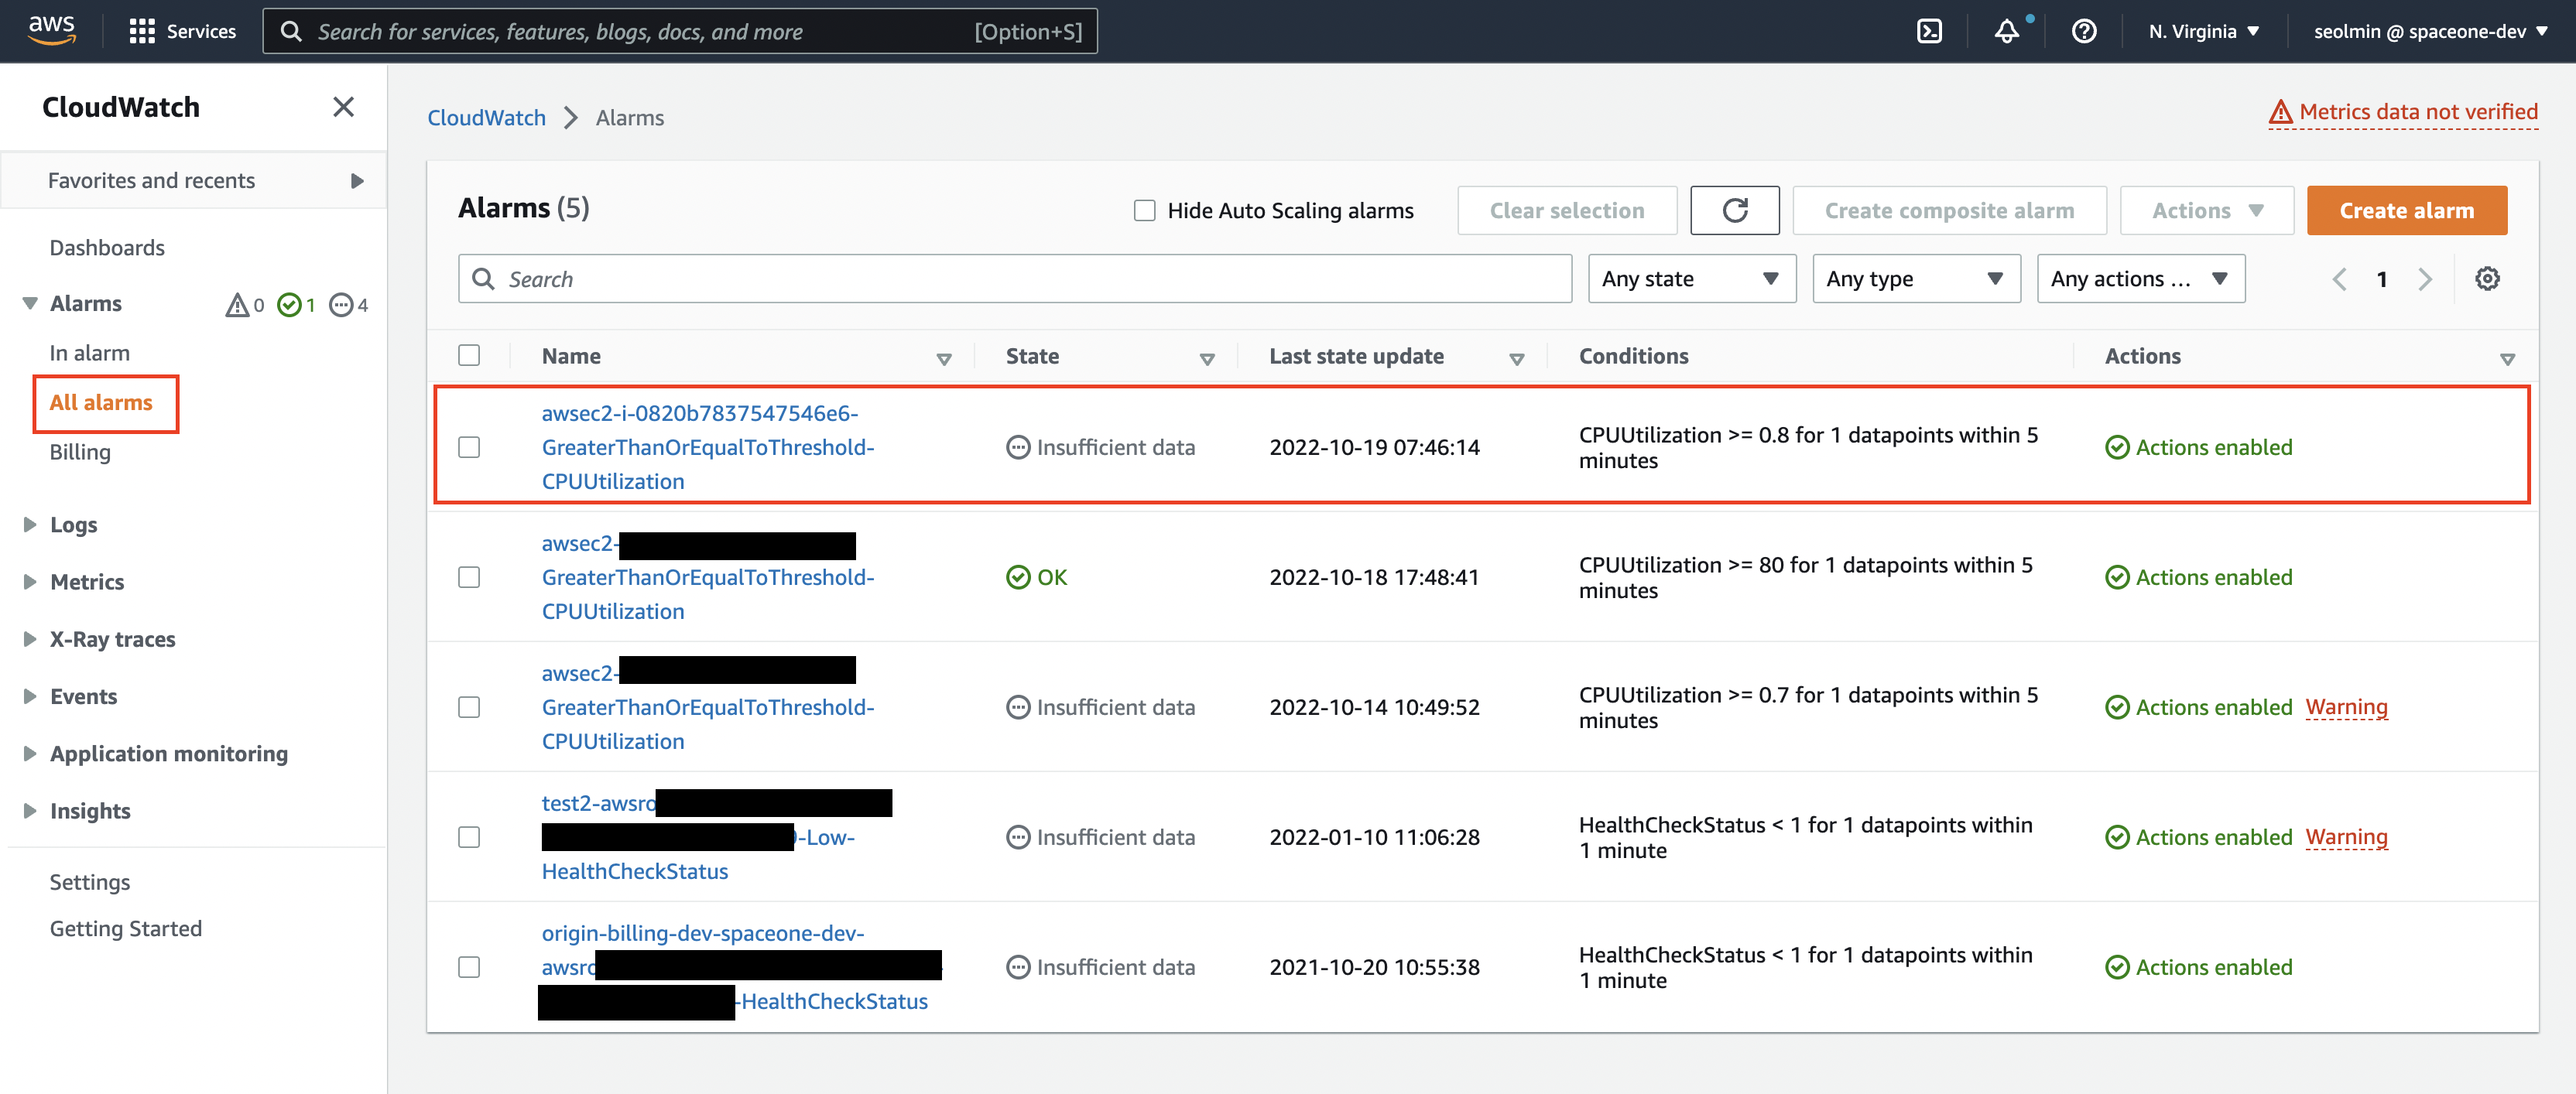 aws
Services
Search for services, features, blogs, docs, and more
[Option+S]
N. Virginia
seolmin @ spaceone-dev
CloudWatch
Favorites and recents
Dashboards
Alarms
0
1
4
In alarm
All alarms
Billing
Logs
Metrics
X-Ray traces
Events
Application monitoring
Insights
Settings
Getting Started
CloudWatch
Alarms
Metrics data not verified
Alarms (5)
Hide Auto Scaling alarms
Clear selection
Create composite alarm
Actions
Create alarm
Search
Any state
Any type
Any actions ...
1
Name
State
Last state update
Conditions
Actions
awsec2-i-0820b7837547546e6-
GreaterThanOrEqualToThreshold-
CPUUtilization
Insufficient data
2022-10-19 07:46:14
CPUUtilization >= 0.8 for 1 datapoints within 5
minutes
Actions enabled
awsec2-
GreaterThanOrEqualToThreshold-
CPUUtilization
OK
2022-10-18 17:48:41
CPUUtilization >= 80 for 1 datapoints within 5
minutes
Actions enabled
awsec2-
GreaterThanOrEqualToThreshold-
CPUUtilization
Insufficient data
2022-10-14 10:49:52
CPUUtilization >= 0.7 for 1 datapoints within 5
minutes
Actions enabled
Warning
test2-awsro
-Low-
HealthCheckStatus
Insufficient data
2022-01-10 11:06:28
HealthCheckStatus < 1 for 1 datapoints within
1 minute
Actions enabled
Warning
origin-billing-dev-spaceone-dev-
awsro
-HealthCheckStatus
Insufficient data
2021-10-20 10:55:38
HealthCheckStatus < 1 for 1 datapoints within
1 minute
Actions enabled